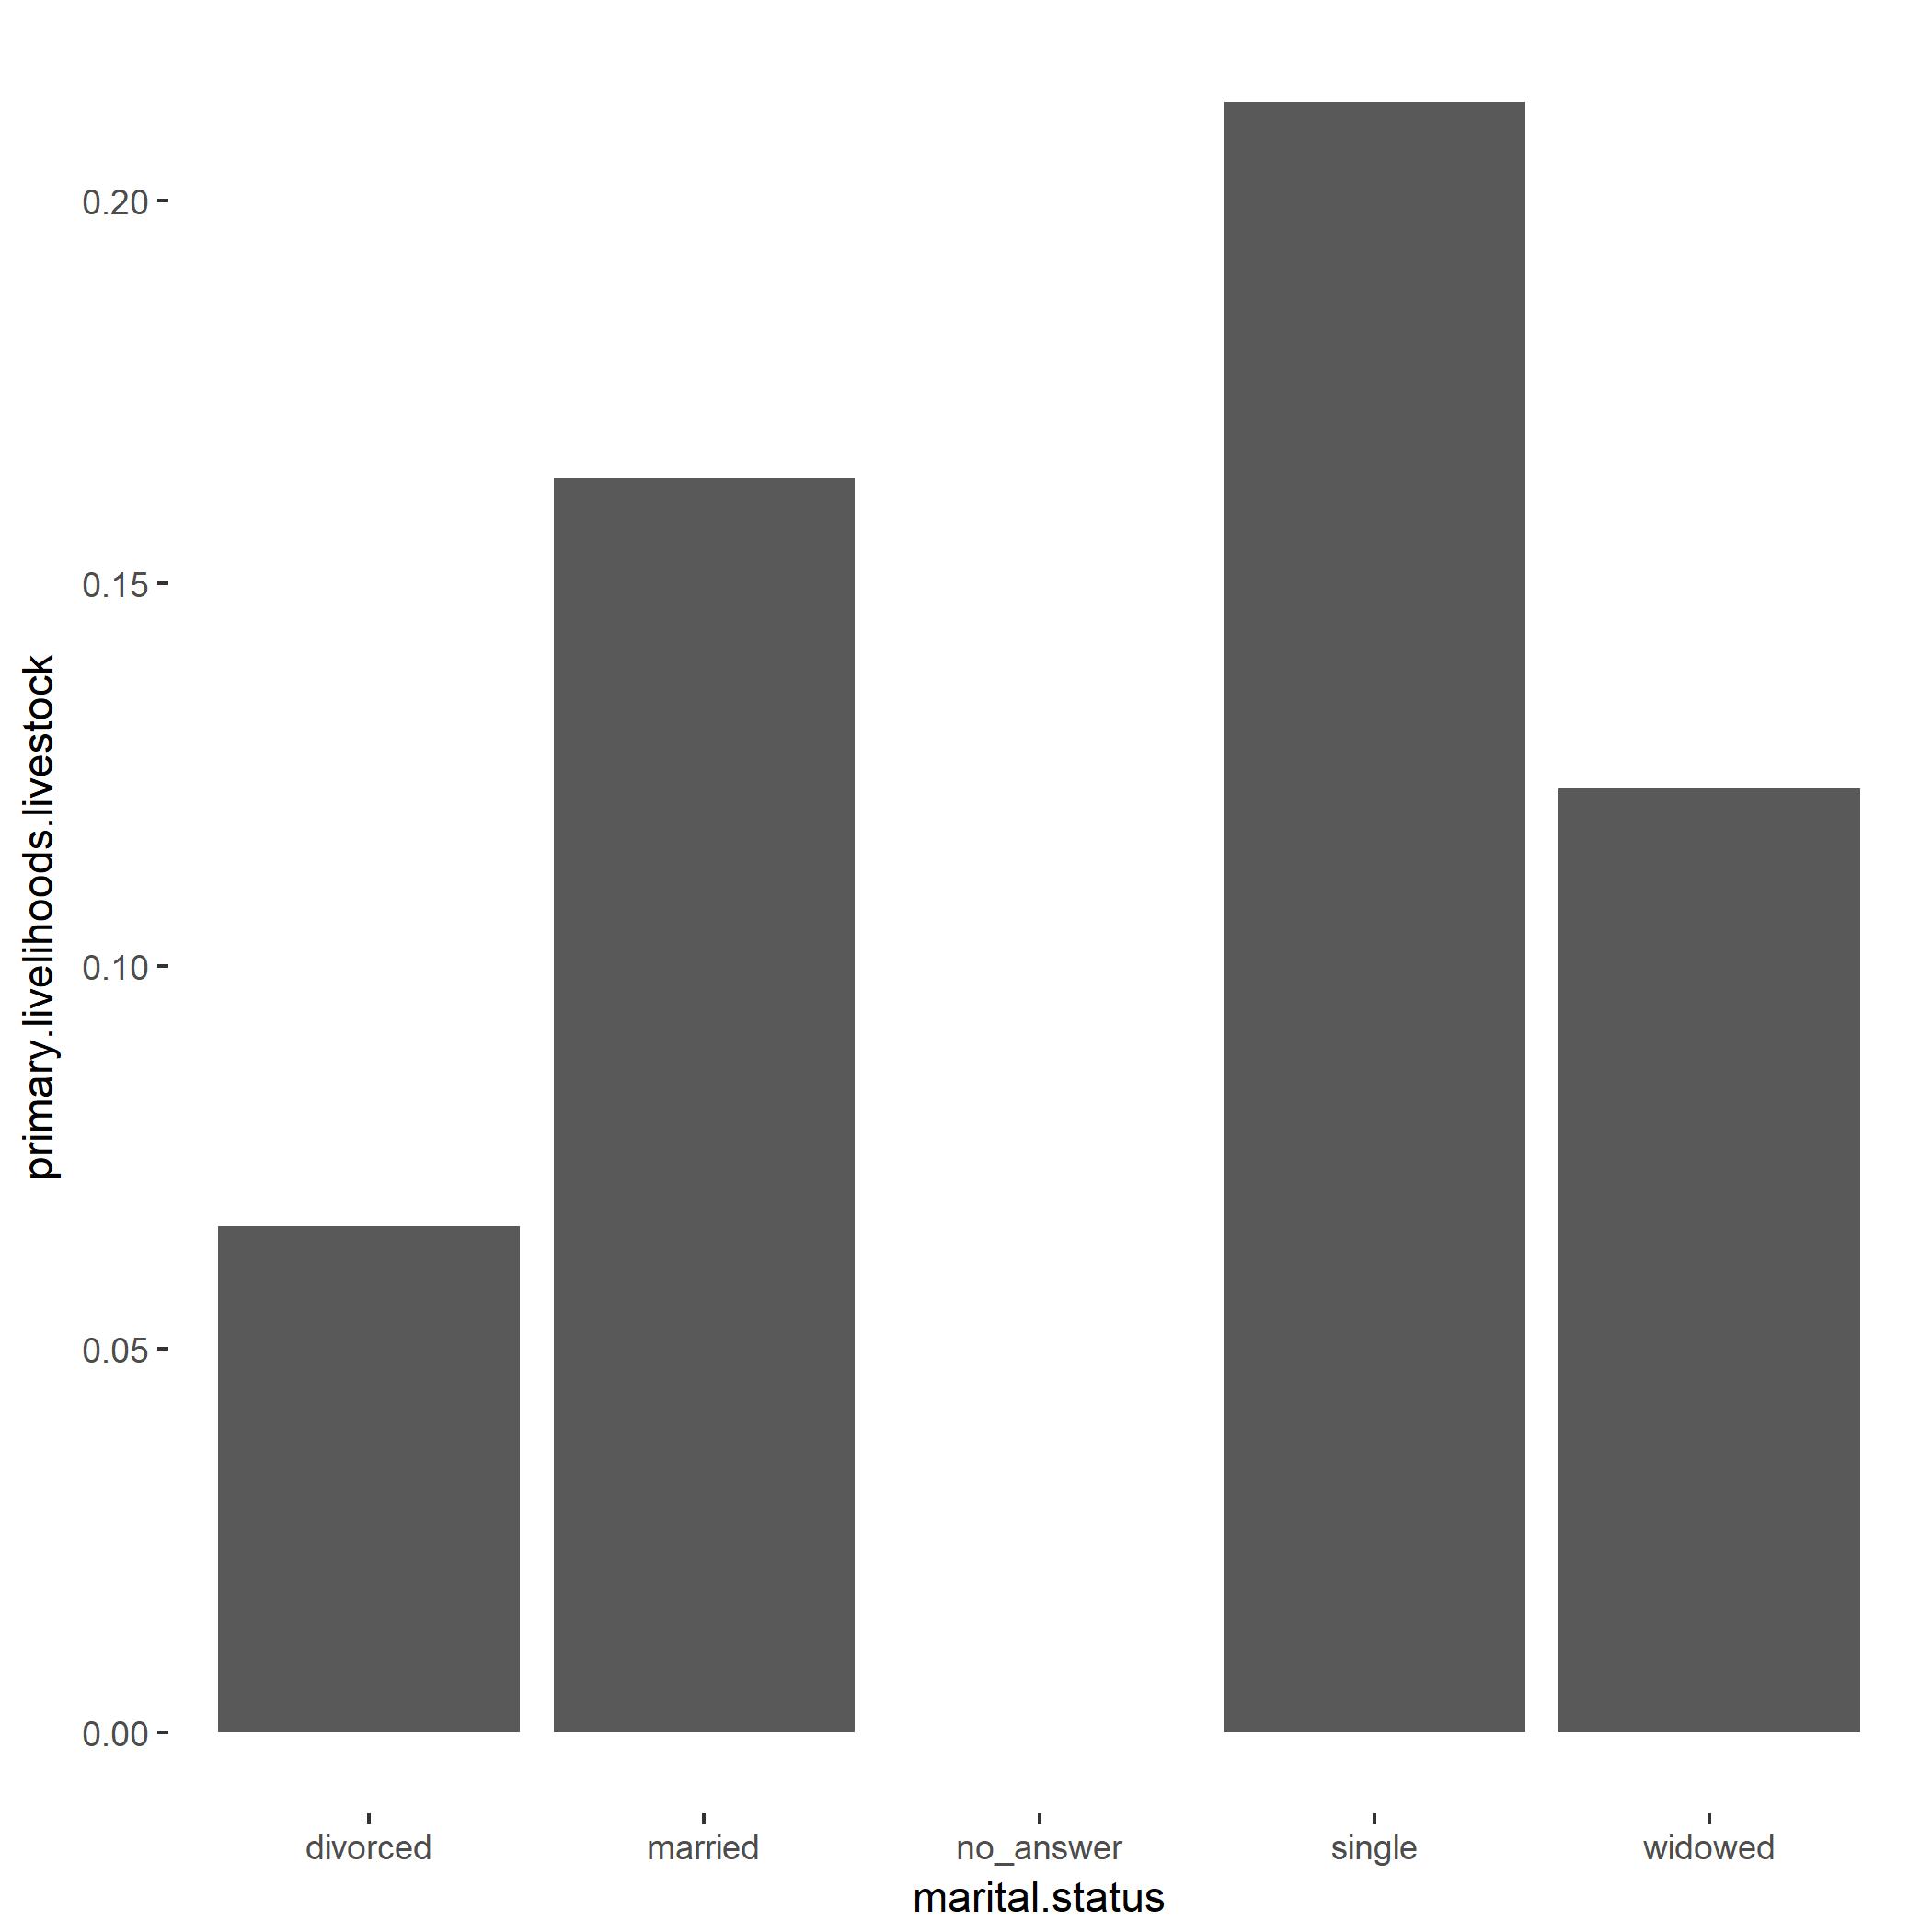 primary.livelihoods.livestock
0.20
0.15
0.10
0.05
0.00
divorced
married
no_answer
single
widowed
marital.status